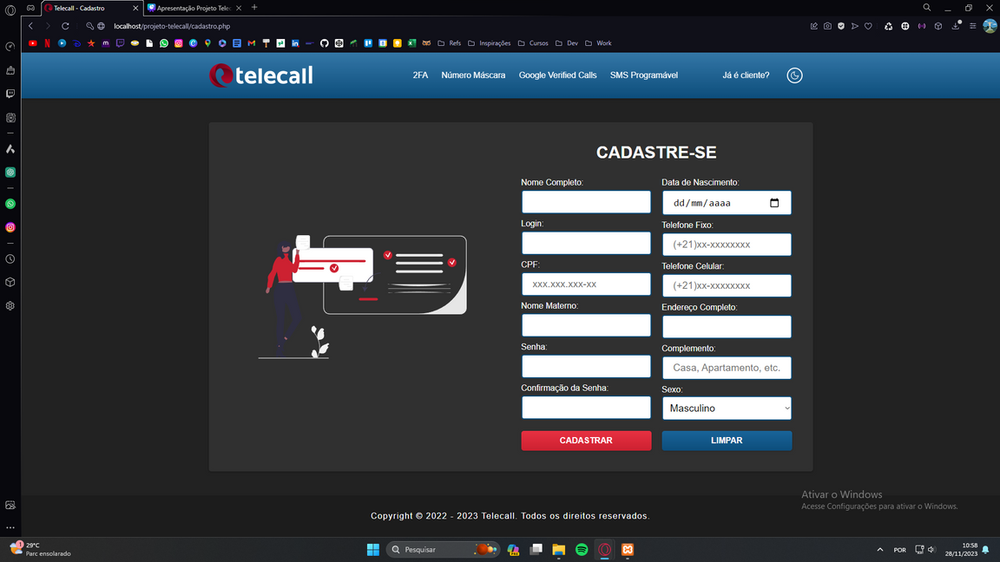 Telecall - Cadastro
Apresentação Projeto Telec
localhost/projeto-telecall/cadastro.php
Refs
Inspirações
Cursos
Dev
Work
telecall
2FA
Número Máscara
Google Verified Calls
SMS Programável
Já é cliente?
CADASTRE-SE
Nome Completo:
Data de Nascimento:
dd/mm/aaaa
Login:
Telefone Fixo:
(+21)xx-xxxxxxxx
CPF:
Telefone Celular:
xxx.xxx.xxx-xx
(+21)xx-xxxxxxxx
Nome Materno:
Endereço Completo:
Senha:
Complemento:
Casa, Apartamento, etc.
Confirmação da Senha:
Sexo:
Masculino
CADASTRAR
LIMPAR
Ativar o Windows
Acesse Configurações para ativar o Windows.
Copyright © 2022 - 2023 Telecall. Todos os direitos reservados.
1
29°C
Parc ensolarado
Pesquisar
POR
10:58
28/11/2023